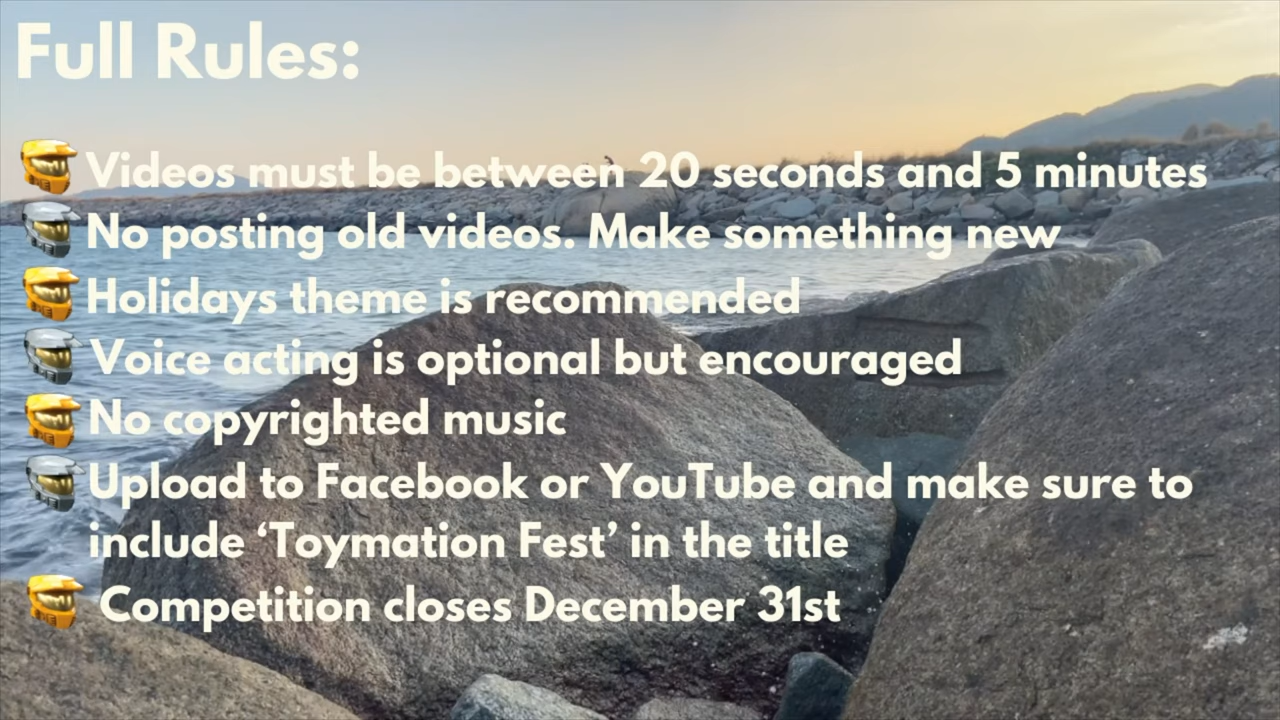 Full Rules:
Videos must be between 20 seconds and 5 minutes
No posting old videos. Make something new
Holidays theme is recommended
Voice acting is optional but encouraged
No copyrighted music
Upload to Facebook or YouTube and make sure to
include ‘Toymation Fest’ in the title
Competition closes December 31st